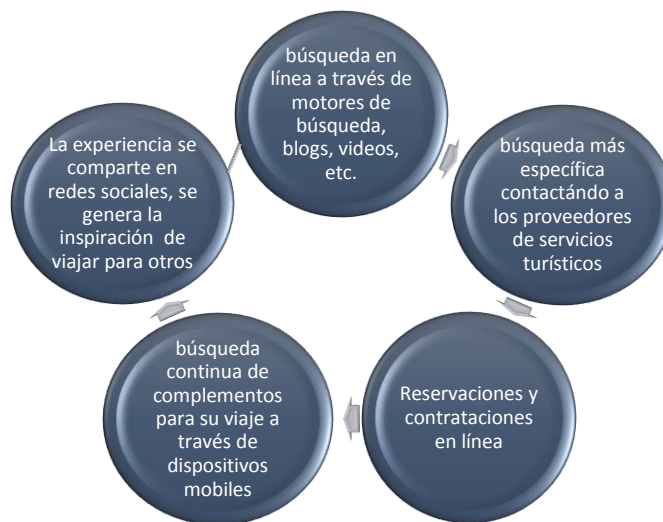 búsqueda en
línea a través de
motores de
búsqueda,
blogs, videos,
etc.
búsqueda más
específica
contactándo a
los proveedores
de servicios
turísticos
Reservaciones y
contrataciones
en línea
búsqueda
continua de
complementos
para su viaje a
través de
dispositivos
mobiles
La experiencia se
comparte en
redes sociales, se
genera la
inspiración de
viajar para otros